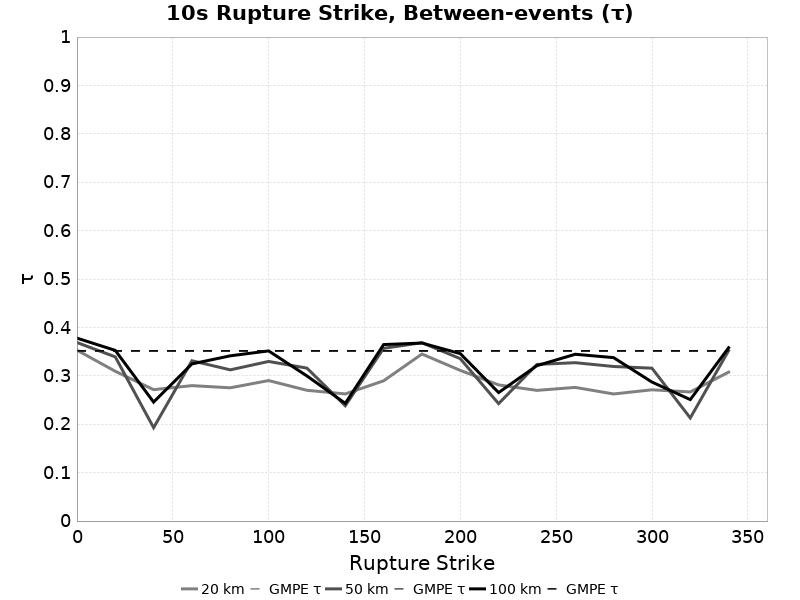 10s Rupture Strike, Between-events (τ)
1
0.9
0.8
0.7
0.6
0.5
0.4
0.3
0.2
0.1
0
τ
0 50 100 150 200 250 300 350
Rupture Strike
20 km GMPE τ 50 km GMPE τ 100 km GMPE τ